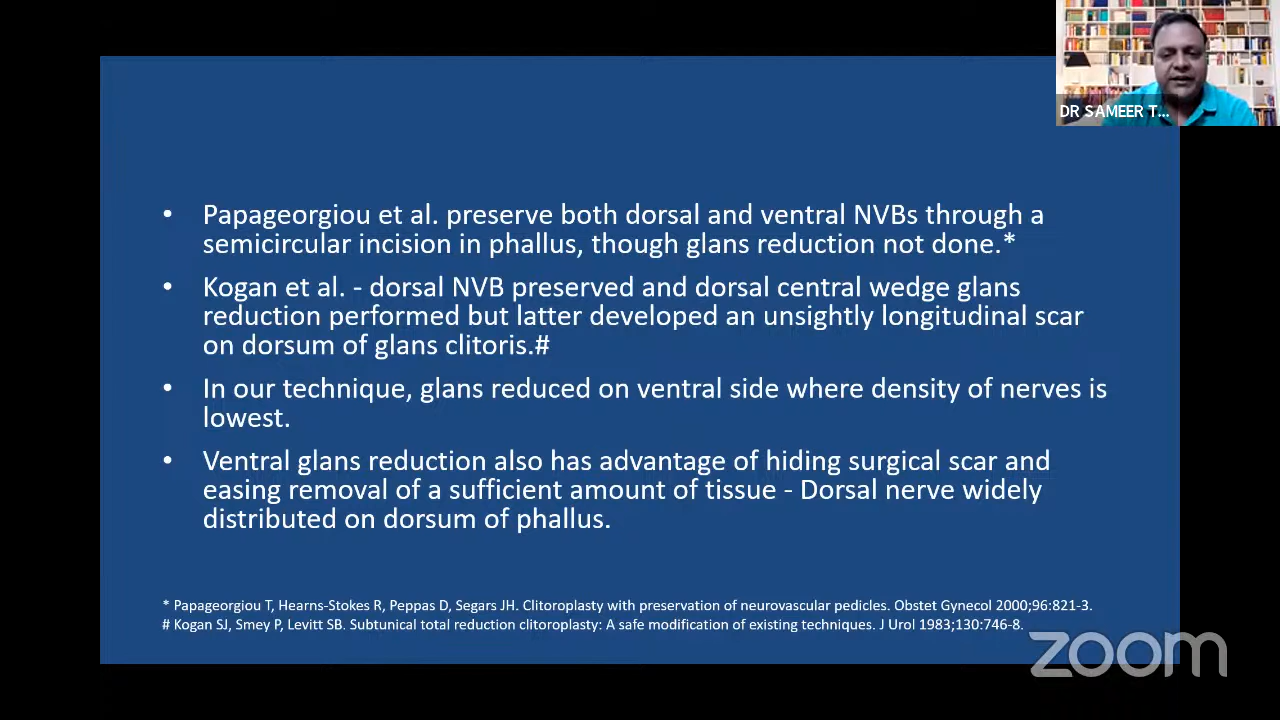 DR SAMEER T...
• Papageorgiou et al. preserve both dorsal and ventral NVBs through a
semicircular incision in phallus, though glans reduction not done.*
• Kogan et al. - dorsal NVB preserved and dorsal central wedge glans
reduction performed but latter developed an unsightly longitudinal scar
on dorsum of glans clitoris.#
• In our technique, glans reduced on ventral side where density of nerves is
lowest.
• Ventral glans reduction also has advantage of hiding surgical scar and
easing removal of a sufficient amount of tissue - Dorsal nerve widely
distributed on dorsum of phallus.
* Papageorgiou T, Hearns-Stokes R, Peppas D, Segars JH. Clitoroplasty with preservation of neurovascular pedicles. Obstet Gynecol 2000;96:821-3.
# Kogan SJ, Smey P, Levitt SB. Subtunical total reduction clitoroplasty: A safe modification of existing techniques. J Urol 1983;130:746-8.
zoom